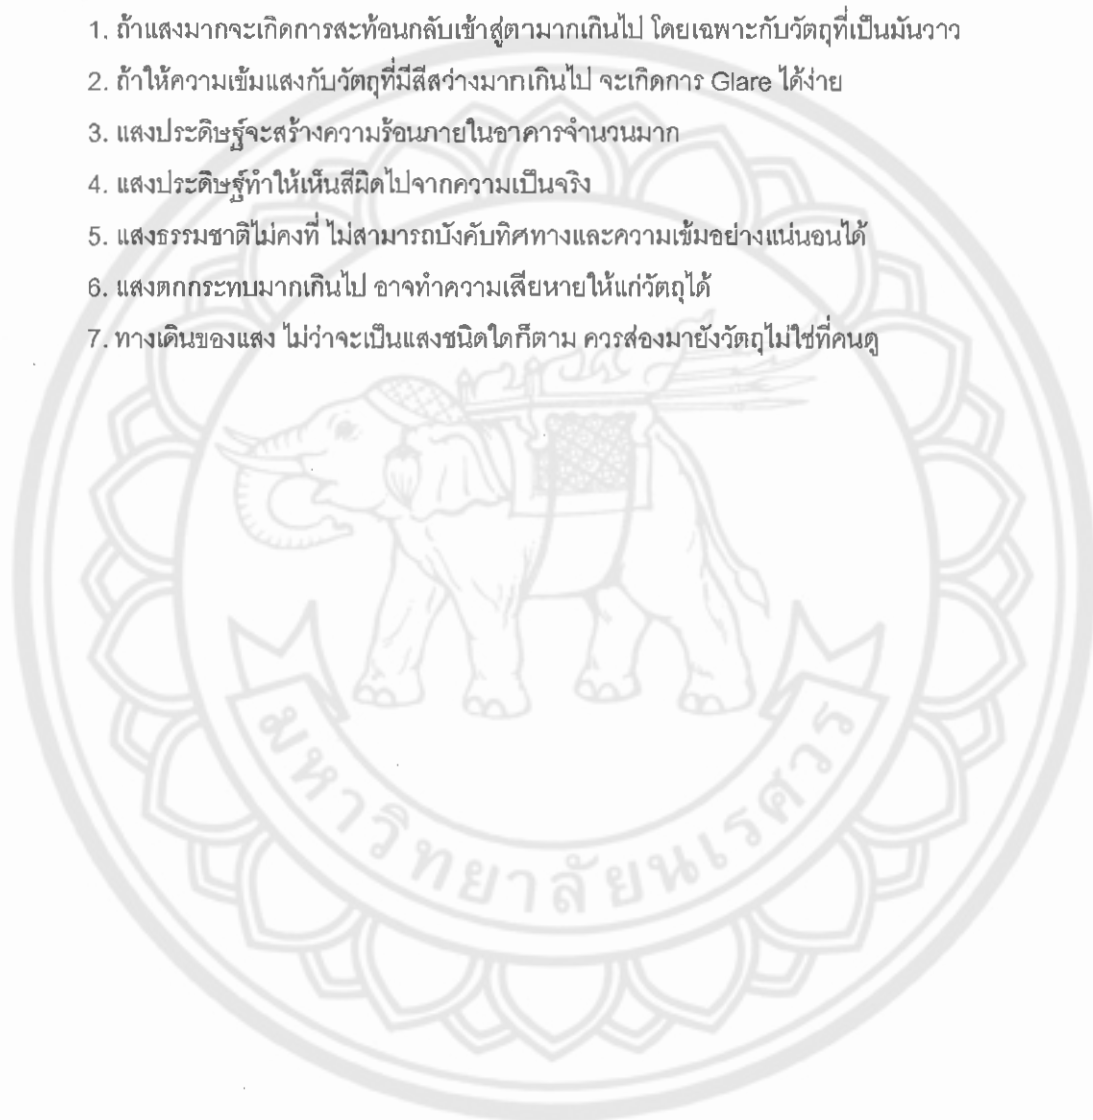 1. ถ้าแสงมากจะเกิดการสะท้อนกลับเข้าสู่ตามากเกินไป โดยเฉพาะกับวัตถุที่เป็นมันวาว
2. ถ้าให้ความเข้มแสงกับวัตถุที่มีสีสว่างมากเกินไป จะเกิดการ Glare ได้ง่าย
3. แสงประดิษฐ์จะสร้างความร้อนภายในอาคารจำนวนมาก
4. แสงประดิษฐ์ทำให้เห็นสีผิดไปจากความเป็นจริง
5. แสงธรรมชาติไม่คงที่ ไม่สามารถบังคับทิศทางและความเข้มอย่างแน่นอนได้
6. แสงตกกระทบมากเกินไป อาจทำความเสียหายให้แก่วัตถุได้
7. ทางเดินของแสง ไม่ว่าจะเป็นแสงชนิดใดก็ตาม ควรส่องมายังวัตถุไม่ใช่ที่คนดู
มหาวิทยาลัยนเรศวร